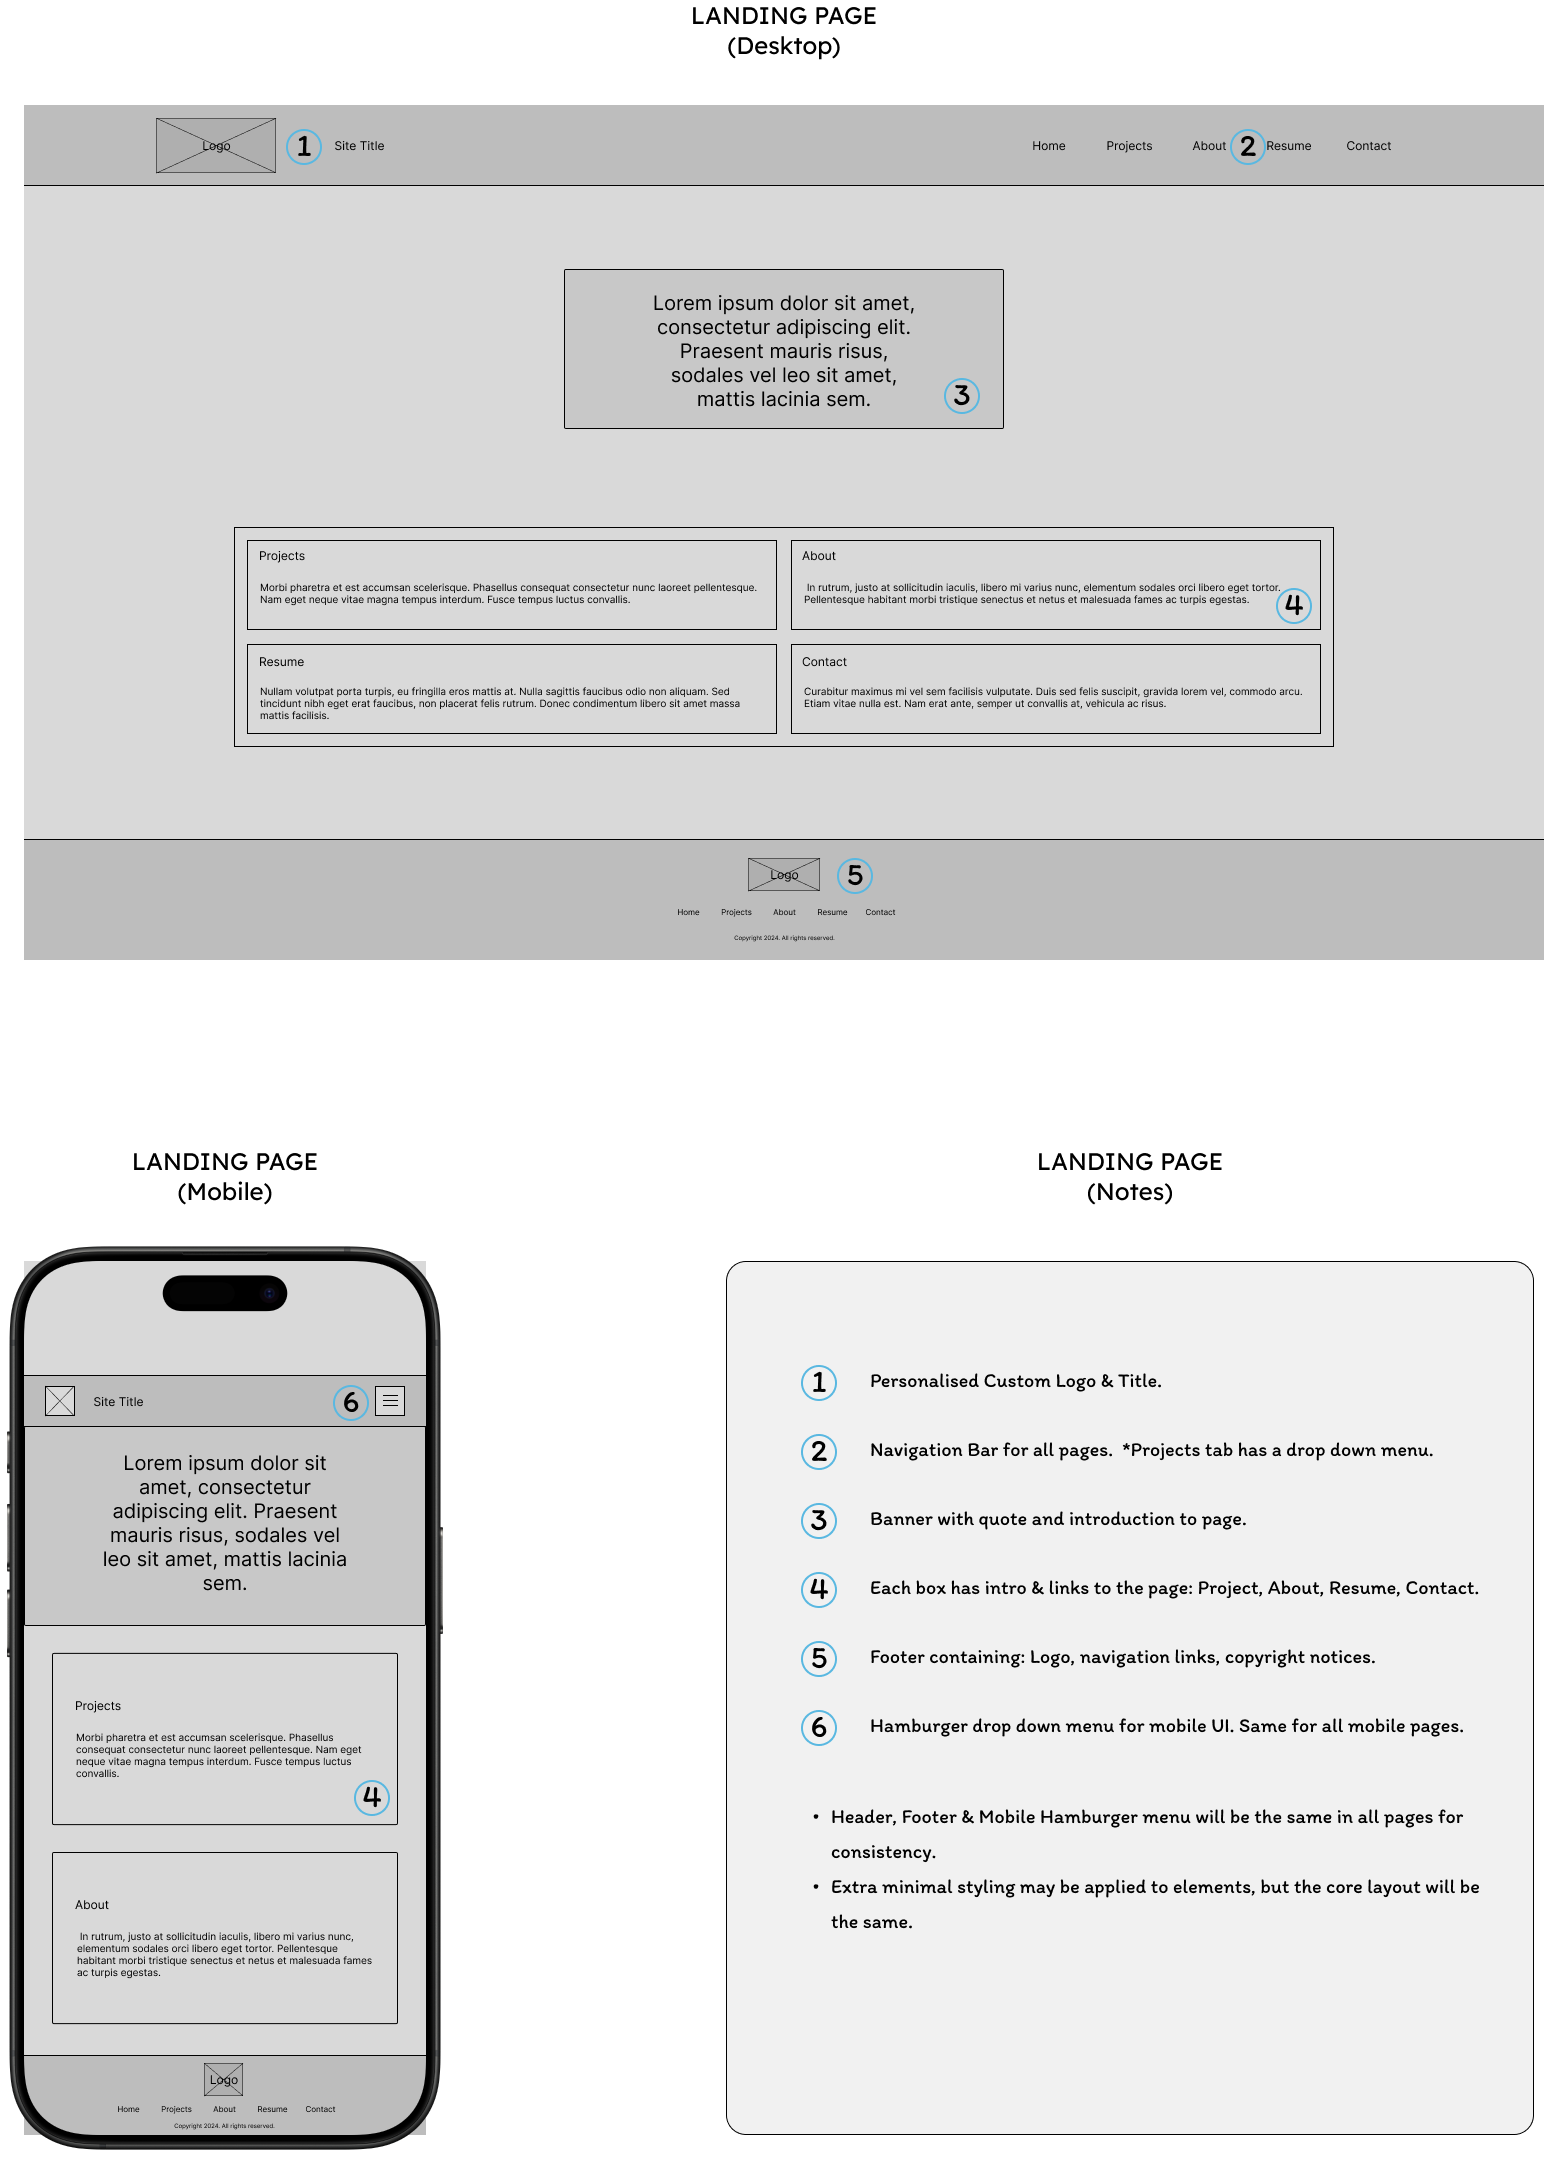 LANDING PAGE
(Desktop)
Logo 1 Site Title Home Projects About 2 Resume Contact
Lorem ipsum dolor sit amet,
consectetur adipiscing elit.
Praesent mauris risus,
sodales vel leo sit amet,
mattis lacinia sem.
3
Projects
Morbi pharetra et est accumsan scelerisque. Phasellus consequat consectetur nunc laoreet pellentesque.
Nam eget neque vitae magna tempus interdum. Fusce tempus luctus convallis.
About
In rutrum, justo at sollicitudin iaculis, libero mi varius nunc, elementum sodales orci libero eget tortor.
Pellentesque habitant morbi tristique senectus et netus et malesuada fames ac turpis egestas.
4
Resume
Nullam volutpat porta turpis, eu fringilla eros mattis at. Nulla sagittis faucibus odio non aliquam. Sed
tincidunt nibh eget erat faucibus, non placerat felis rutrum. Donec condimentum libero sit amet massa
mattis facilisis.
Contact
Curabitur maximus mi vel sem facilisis vulputate. Duis sed felis suscipit, gravida lorem vel, commodo arcu.
Etiam vitae nulla est. Nam erat ante, semper ut convallis at, vehicula ac risus.
Logo 5
Home Projects About Resume Contact
Copyright 2024. All rights reserved.
LANDING PAGE
(Mobile)
Site Title 6
Lorem ipsum dolor sit
amet, consectetur
adipiscing elit. Praesent
mauris risus, sodales vel
leo sit amet, mattis lacinia
sem.
Projects
Morbi pharetra et est accumsan scelerisque. Phasellus
consequat consectetur nunc laoreet pellentesque. Nam eget
neque vitae magna tempus interdum. Fusce tempus luctus
convallis.
4
About
In rutrum, justo at sollicitudin iaculis, libero mi varius nunc,
elementum sodales orci libero eget tortor. Pellentesque
habitant morbi tristique senectus et netus et malesuada fames
ac turpis egestas.
Logo
Home Projects About Resume Contact
Copyright 2024. All rights reserved.
LANDING PAGE
(Notes)
1 Personalised Custom Logo & Title.
2 Navigation Bar for all pages. *Projects tab has a drop down menu.
3 Banner with quote and introduction to page.
4 Each box has intro & links to the page: Project, About, Resume, Contact.
5 Footer containing: Logo, navigation links, copyright notices.
6 Hamburger drop down menu for mobile UI. Same for all mobile pages.
• Header, Footer & Mobile Hamburger menu will be the same in all pages for
consistency.
• Extra minimal styling may be applied to elements, but the core layout will be
the same.